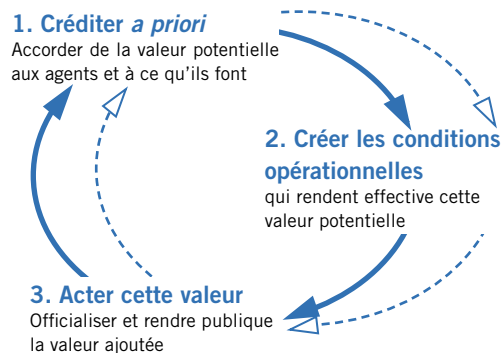 1. Créditer a priori
Accorder de la valeur potentielle
aux agents et à ce qu'ils font
2. Créer les conditions
opérationnelles
qui rendent effective cette
valeur potentielle
3. Acter cette valeur
Officialiser et rendre publique
la valeur ajoutée